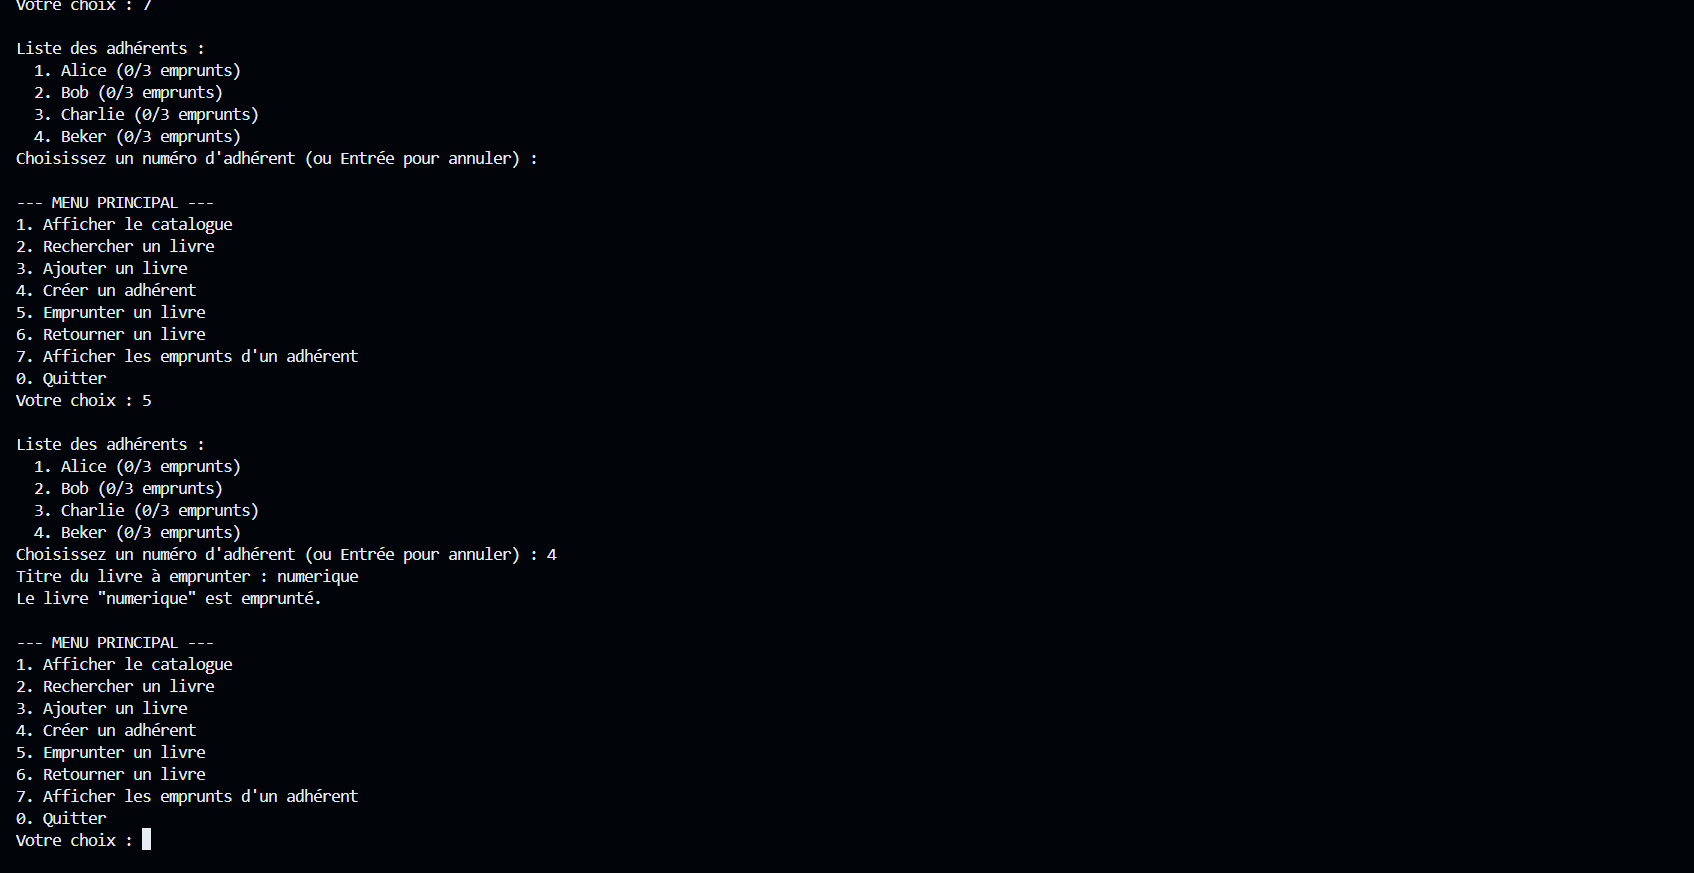 Votre choix : 7
Liste des adhérents :
1. Alice (0/3 emprunts)
2. Bob (0/3 emprunts)
3. Charlie (0/3 emprunts)
4. Beker (0/3 emprunts)
Choisissez un numéro d'adhérent (ou Entrée pour annuler) :
--- MENU PRINCIPAL ---
1. Afficher le catalogue
2. Rechercher un livre
3. Ajouter un livre
4. Créer un adhérent
5. Emprunter un livre
6. Retourner un livre
7. Afficher les emprunts d'un adhérent
0. Quitter
Votre choix : 5
Liste des adhérents :
1. Alice (0/3 emprunts)
2. Bob (0/3 emprunts)
3. Charlie (0/3 emprunts)
4. Beker (0/3 emprunts)
Choisissez un numéro d'adhérent (ou Entrée pour annuler) : 4
Titre du livre à emprunter : numerique
Le livre "numerique" est emprunté.
--- MENU PRINCIPAL ---
1. Afficher le catalogue
2. Rechercher un livre
3. Ajouter un livre
4. Créer un adhérent
5. Emprunter un livre
6. Retourner un livre
7. Afficher les emprunts d'un adhérent
0. Quitter
Votre choix :